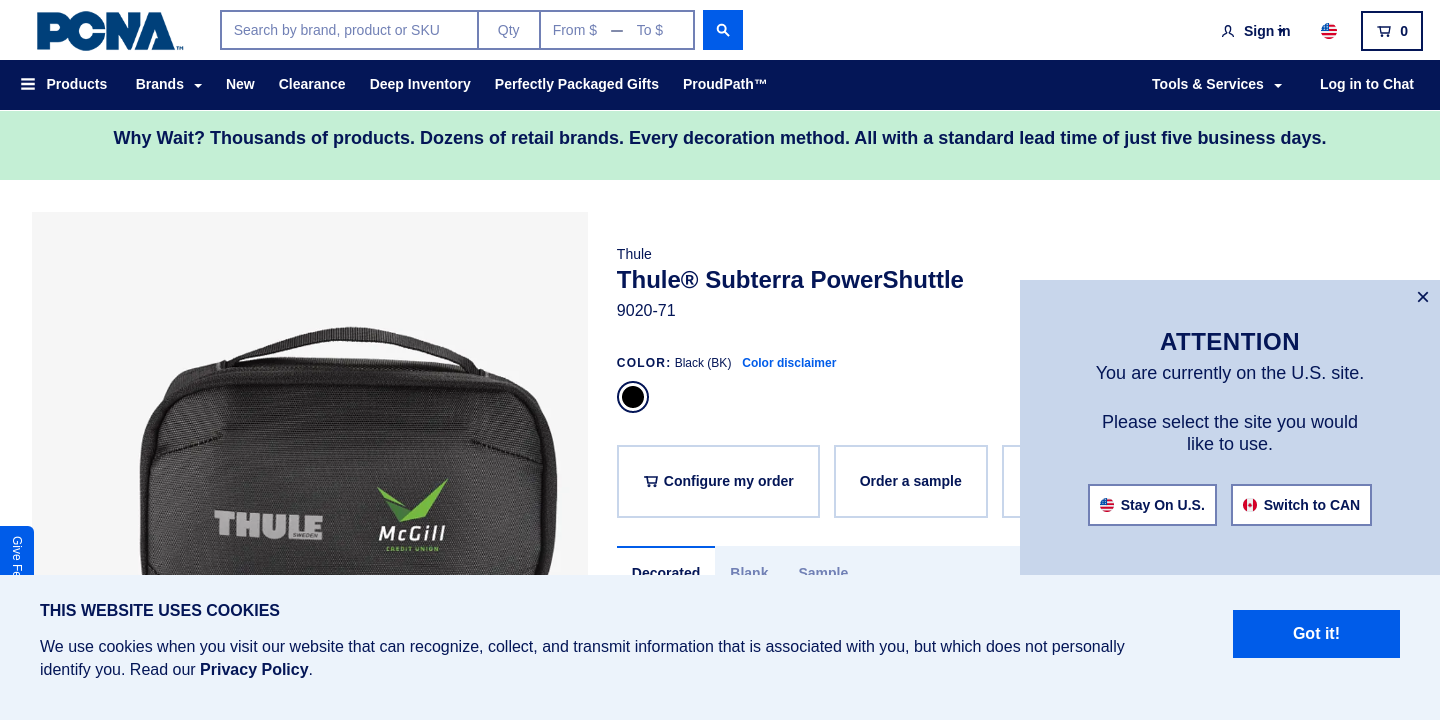 PCNA™
Search by brand, product or SKU
Qty
From $ — To $
Sign in
0
Products
Brands
New
Clearance
Deep Inventory
Perfectly Packaged Gifts
ProudPath™
Tools & Services
Log in to Chat
Why Wait? Thousands of products. Dozens of retail brands. Every decoration method. All with a standard lead time of just five business days.
Thule
Thule® Subterra PowerShuttle
9020-71
COLOR: Black (BK) Color disclaimer
Configure my order
Order a sample
Decorated
Blank
Sample
THULE
SWEDEN
McGill
CREDIT UNION
Give Fe
×
ATTENTION
You are currently on the U.S. site.
Please select the site you would
like to use.
Stay On U.S.
Switch to CAN
THIS WEBSITE USES COOKIES
We use cookies when you visit our website that can recognize, collect, and transmit information that is associated with you, but which does not personally
identify you. Read our Privacy Policy.
Got it!